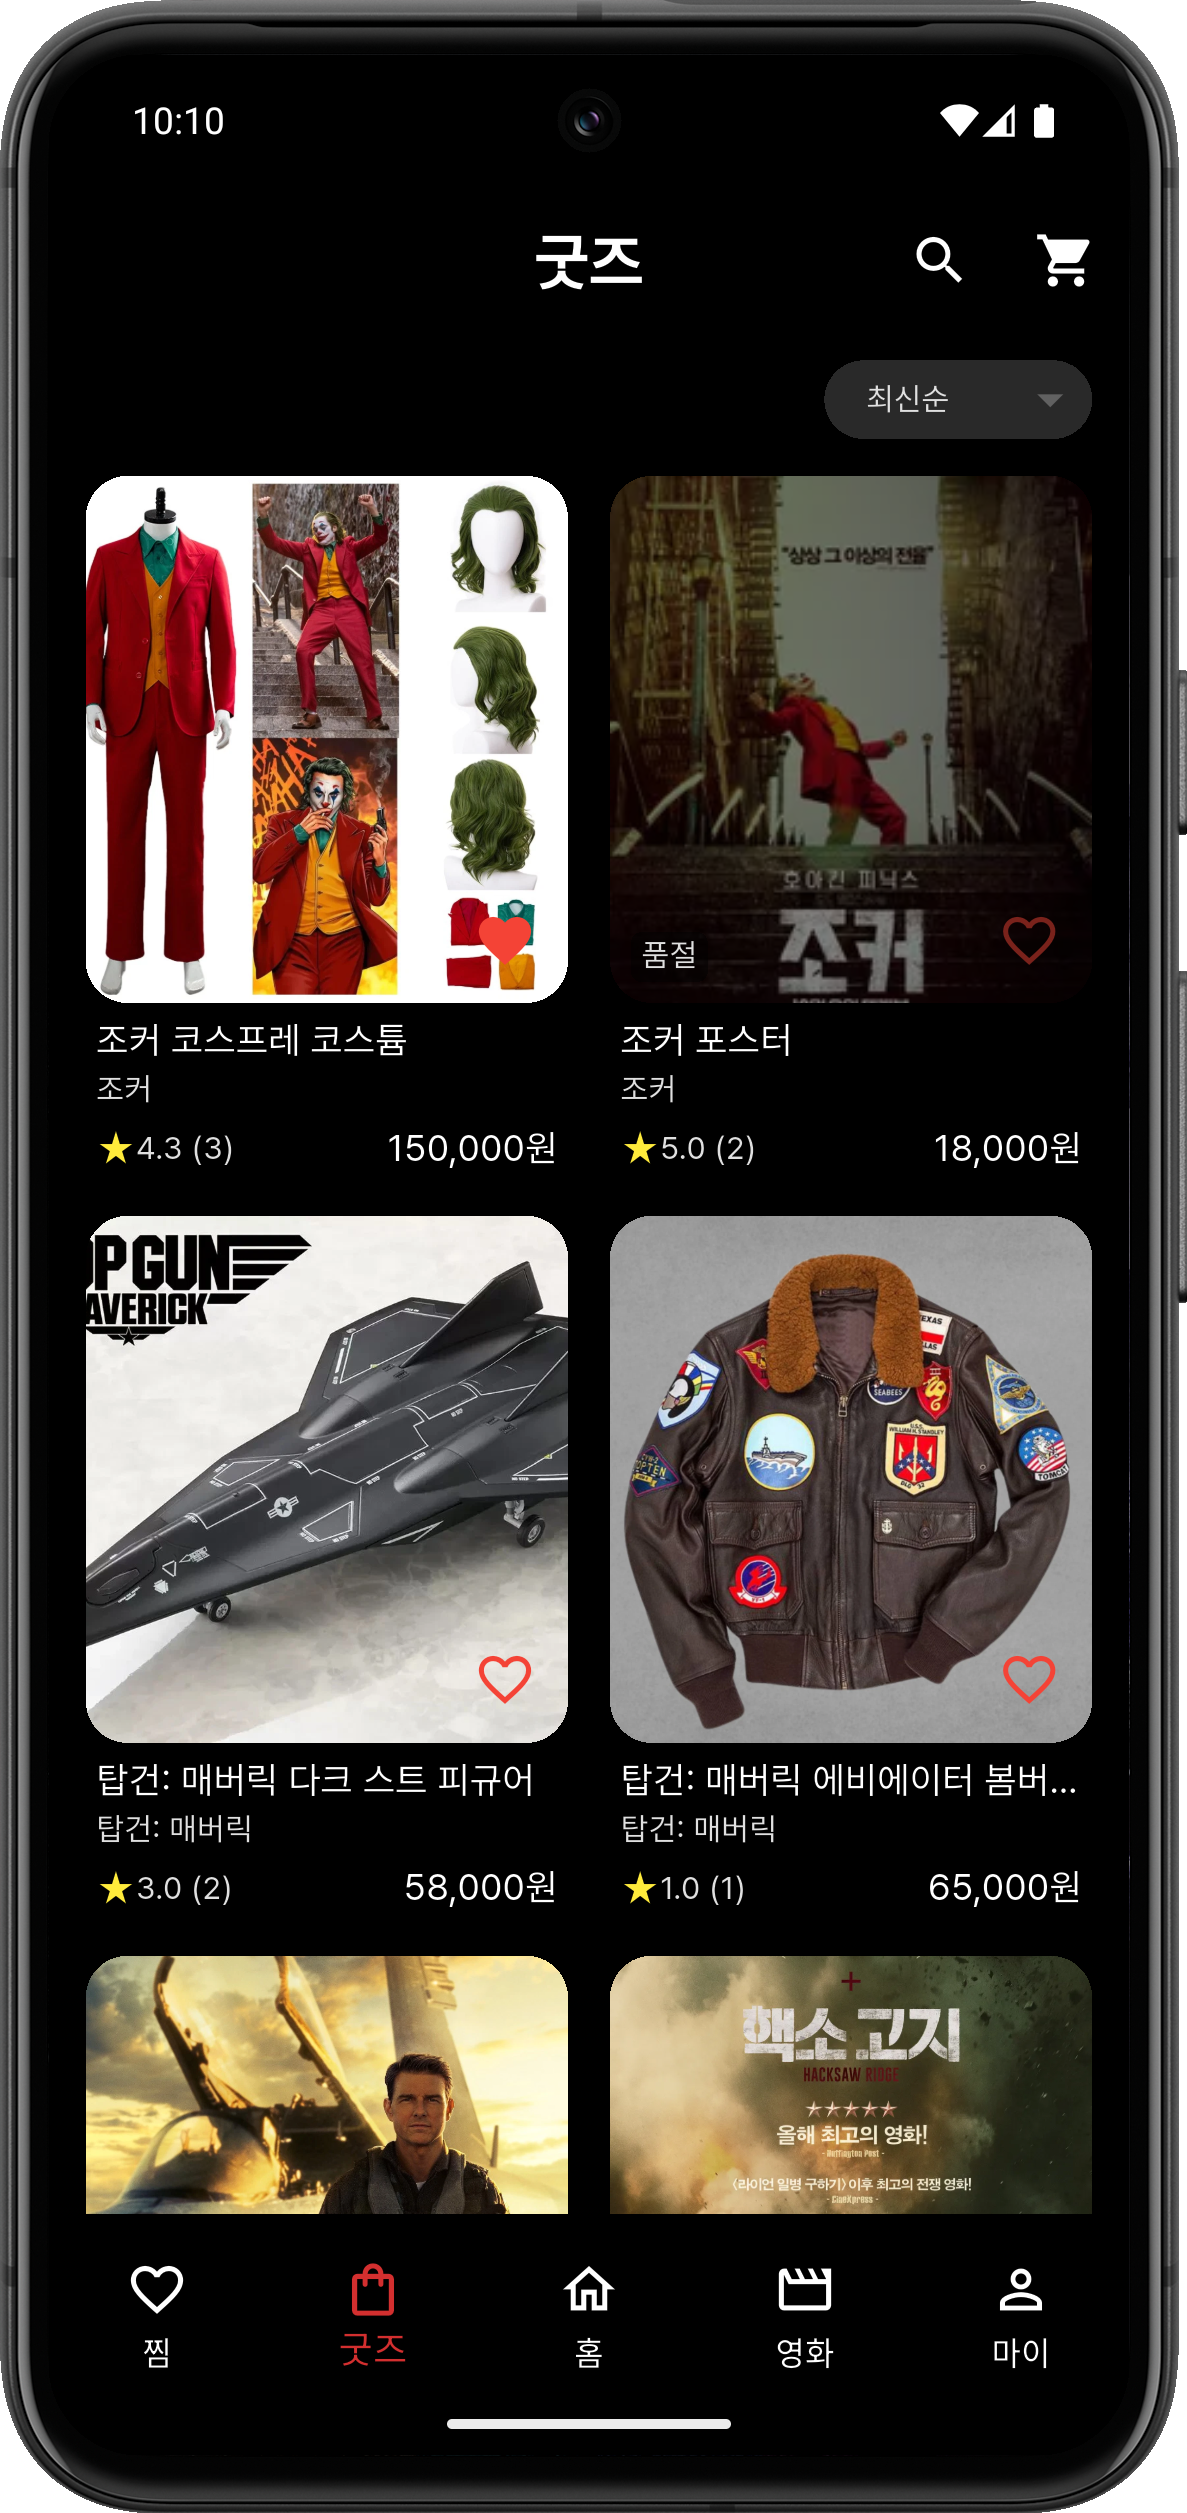 10:10
굿즈
최신순
"상상 그 이상의 전율"
호아킨 피닉스
조커
품절
조커 코스프레 코스튬
조커
★4.3 (3)
150,000원
조커 포스터
조커
★5.0 (2)
18,000원
P GUN
AVERICK
EXAS
LAS
SEABEES
TOMCAT
탑건: 매버릭 다크 스트 피규어
탑건: 매버릭
★3.0 (2)
58,000원
탑건: 매버릭 에비에이터 봄버...
탑건: 매버릭
★1.0 (1)
65,000원
핵소 고지
HACKSAW RIDGE
올해 최고의 영화!
- Huffington Post -
〈라이언 일병 구하기〉 이후 최고의 전쟁 영화!
- CineXpress -
찜
굿즈
홈
영화
마이